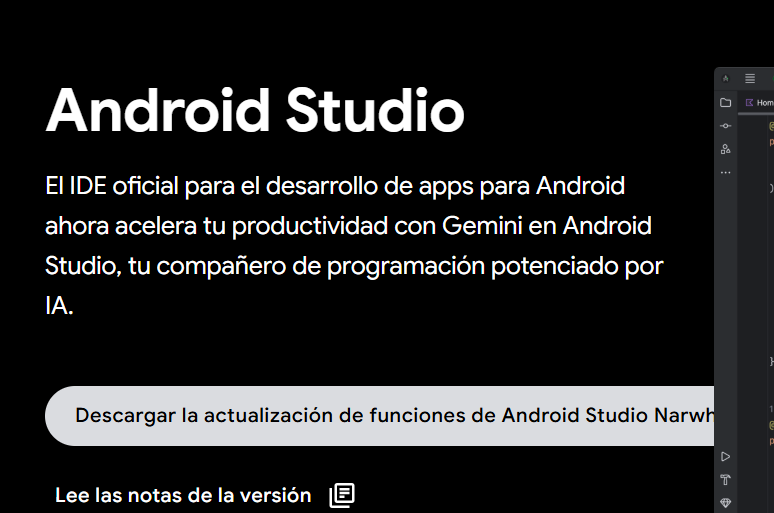 Android Studio
El IDE oficial para el desarrollo de apps para Android
ahora acelera tu productividad con Gemini en Android
Studio, tu compañero de programación potenciado por
IA.
Descargar la actualización de funciones de Android Studio Narwh
Lee las notas de la versión
Hom
@
p
)
}
1
@
p